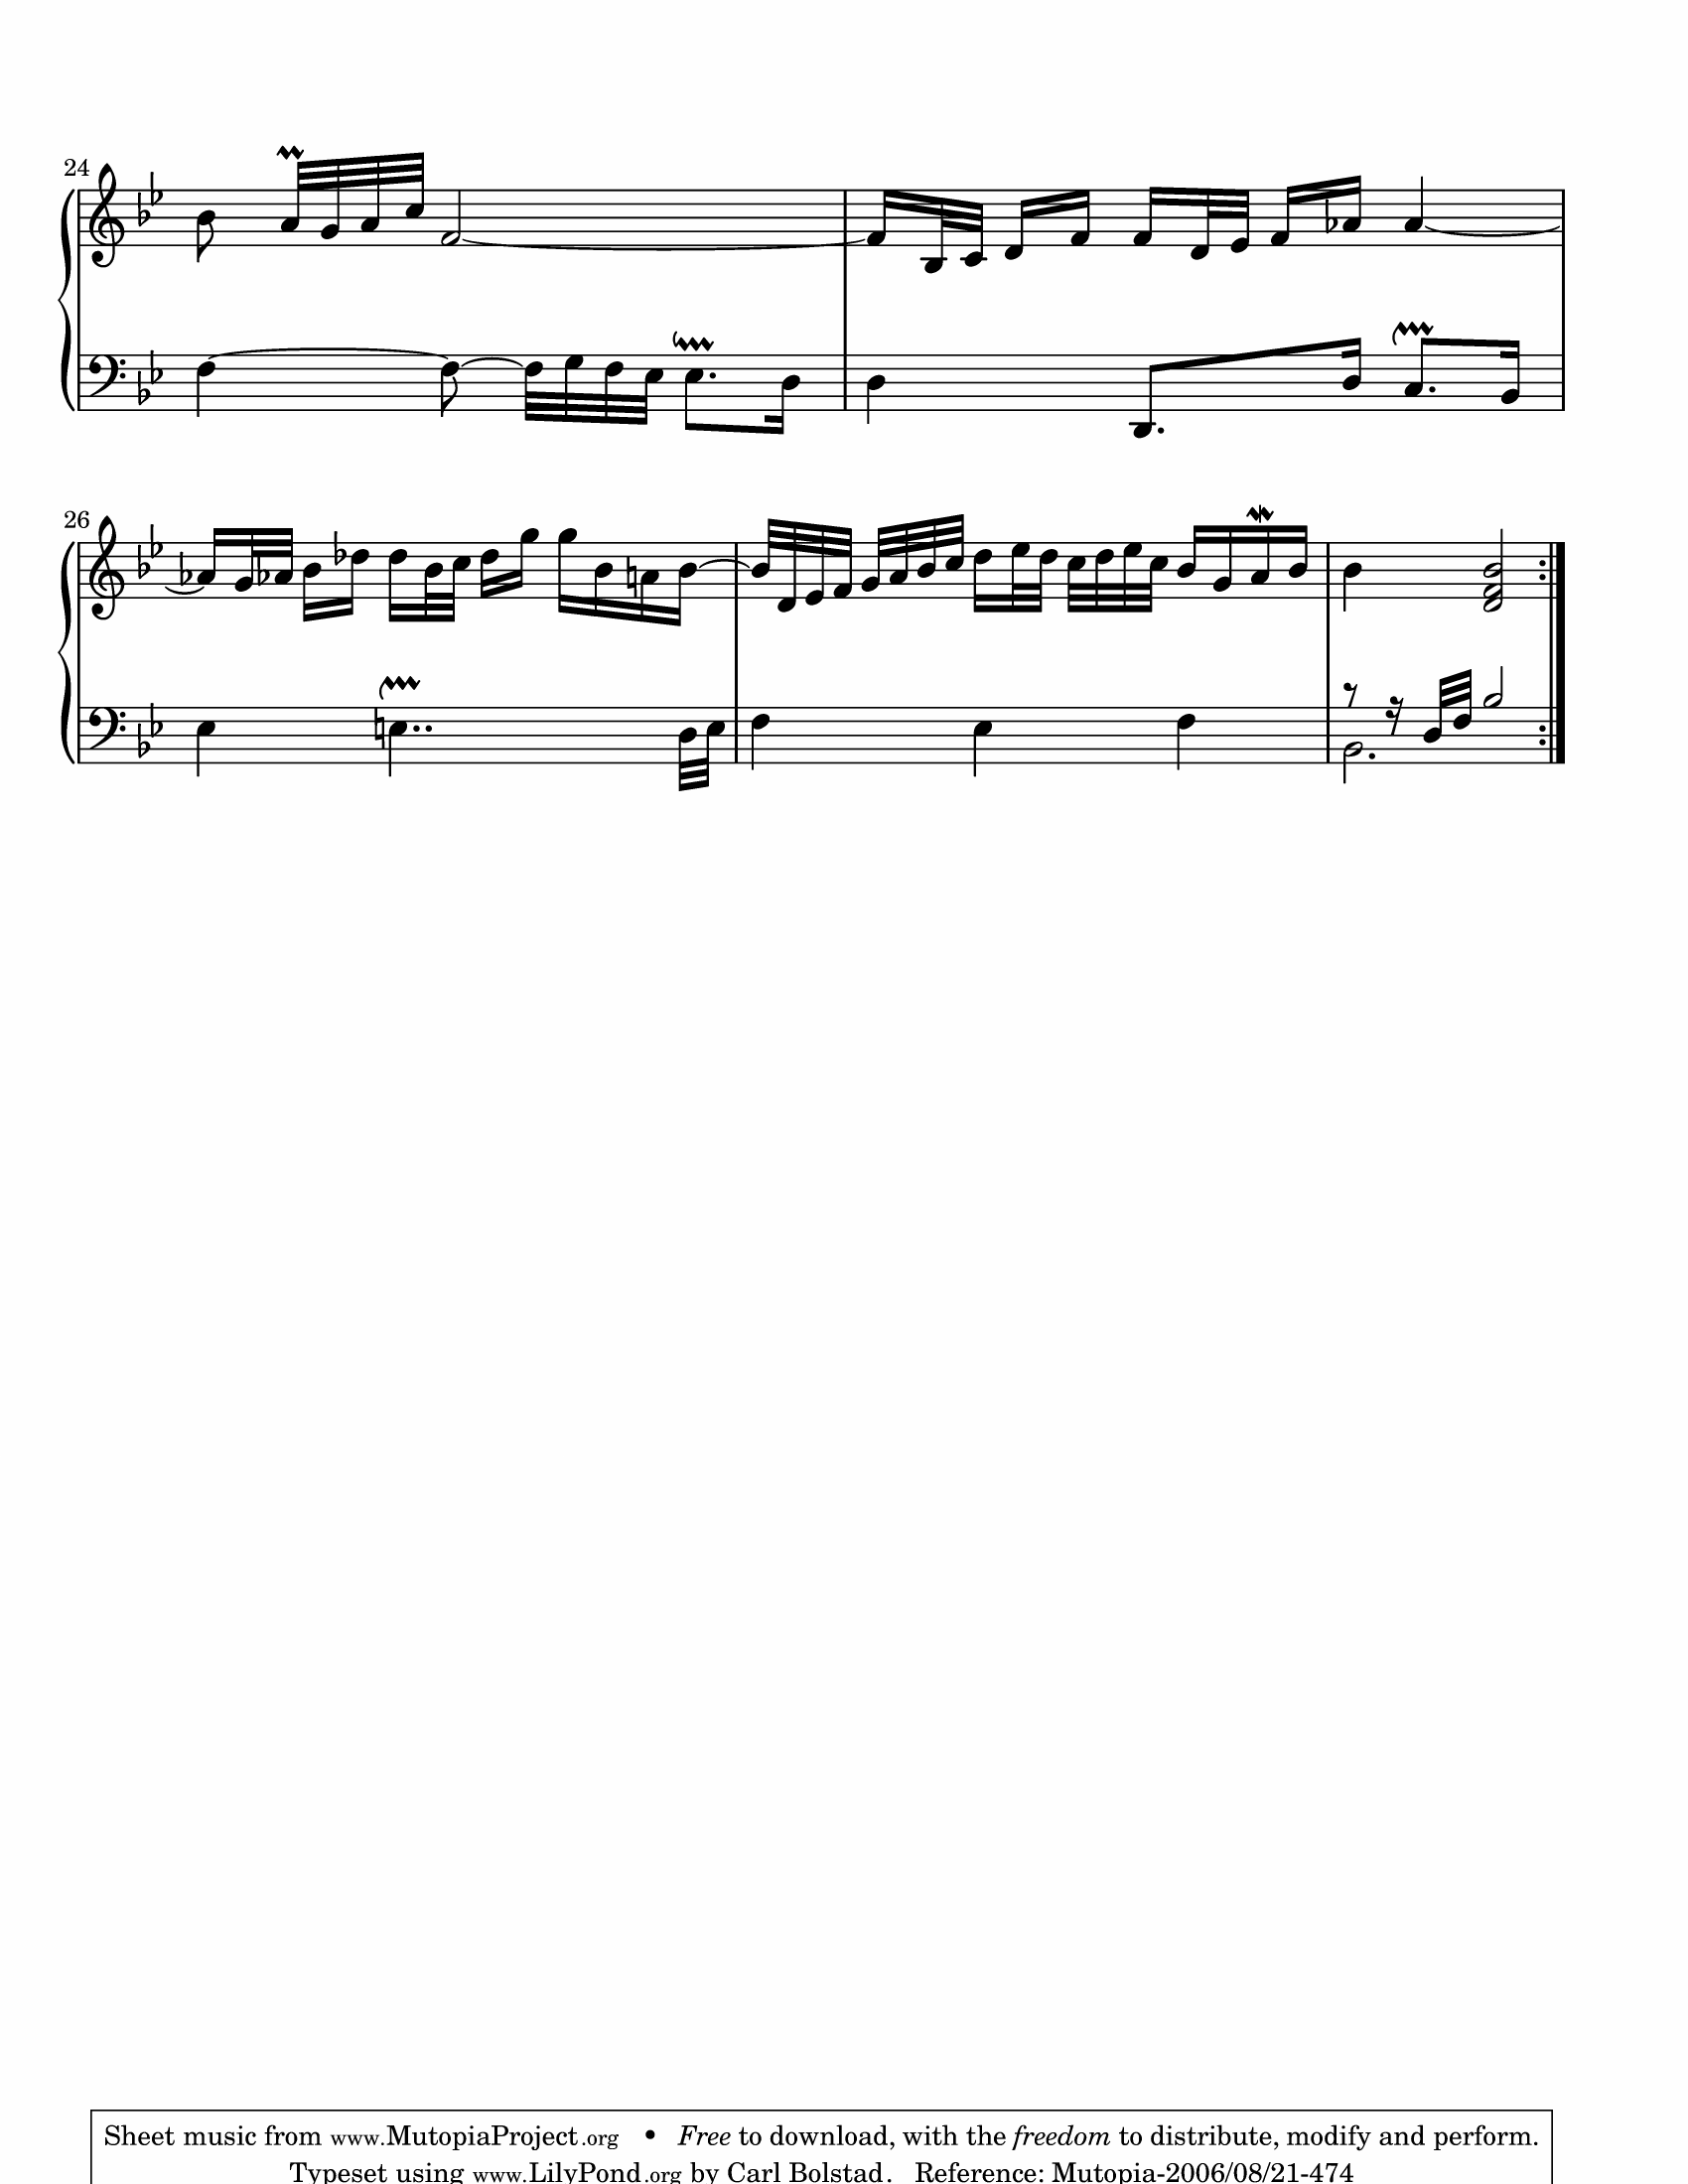 24
26
Sheet music from www.MutopiaProject.org • Free to download, with the freedom to distribute, modify and perform.
Typeset using www.LilyPond.org by Carl Bolstad. Reference: Mutopia-2006/08/21-474